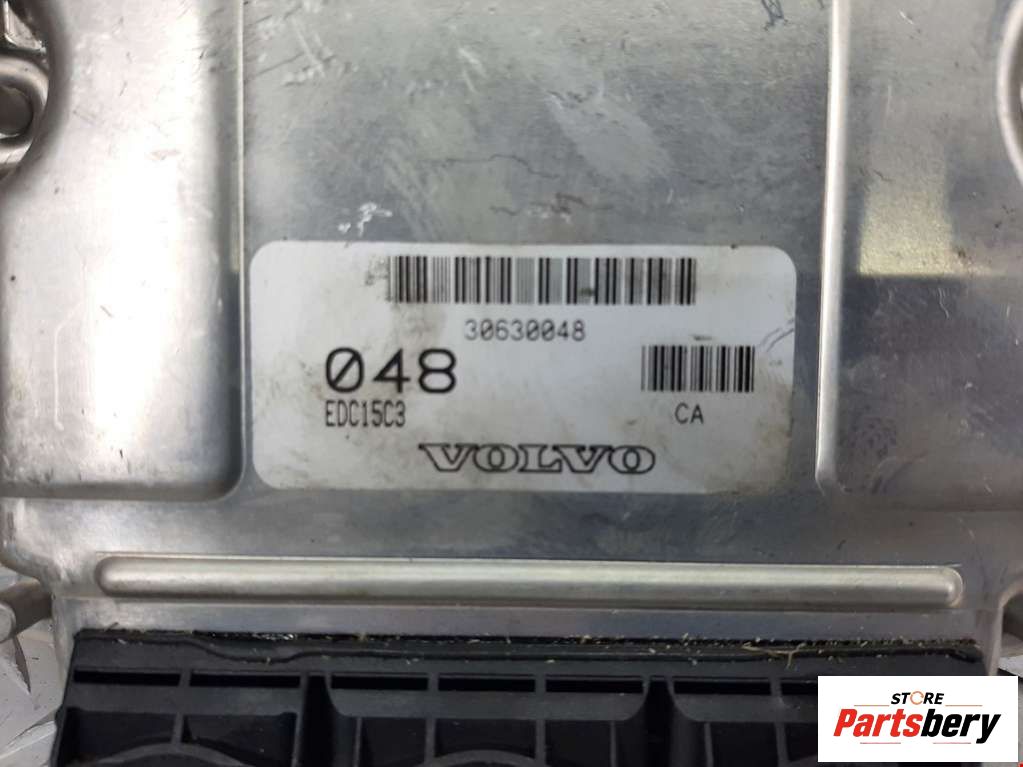 30630048
048
EDC15C3
CA
VOLVO
STORE
Partsbery